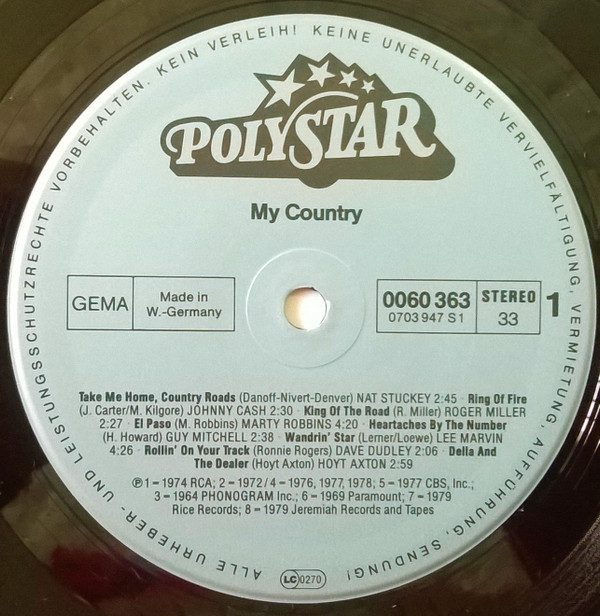 ALLE URHEBER- UND LEISTUNGSSCHUTZRECHTE VORBEHALTEN. KEIN VERLEIH! KEINE UNERLAUBTE VERVIELFÄLTIGUNG, VERMIETUNG, AUFFÜHRUNG, SENDUNG!
POLYSTAR
My Country
GEMA
Made in
W.-Germany
0060 363
0703 947 S1
STEREO
33
1
Take Me Home, Country Roads (Danoff-Nivert-Denver) NAT STUCKEY 2:45 · Ring Of Fire
(J. Carter/M. Kilgore) JOHNNY CASH 2:30 · King Of The Road (R. Miller) ROGER MILLER
2:27 · El Paso (M. Robbins) MARTY ROBBINS 4:20 · Heartaches By The Number
(H. Howard) GUY MITCHELL 2:38 · Wandrin' Star (Lerner/Loewe) LEE MARVIN
4:26 · Rollin' On Your Track (Ronnie Rogers) DAVE DUDLEY 2:06 · Della And
The Dealer (Hoyt Axton) HOYT AXTON 2:59
℗ 1 = 1974 RCA; 2 = 1972 / 4 = 1976, 1977, 1978; 5 = 1977 CBS, Inc.;
3 = 1964 PHONOGRAM Inc.; 6 = 1969 Paramount; 7 = 1979
Rice Records; 8 = 1979 Jeremiah Records and Tapes
LC 0270